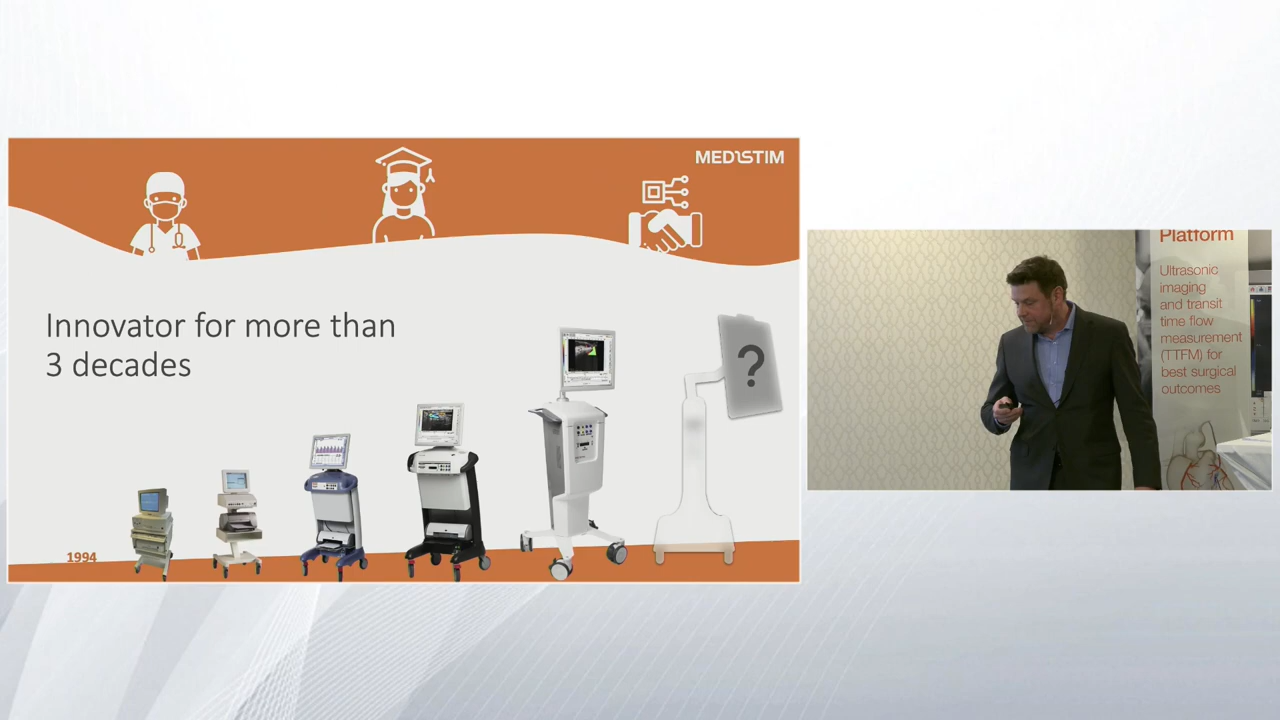 MEDISTIM
Innovator for more than
3 decades
?
1994
Platform
Ultrasonic
imaging
and transit
time flow
measurement
(TTFM) for
best surgical
outcomes